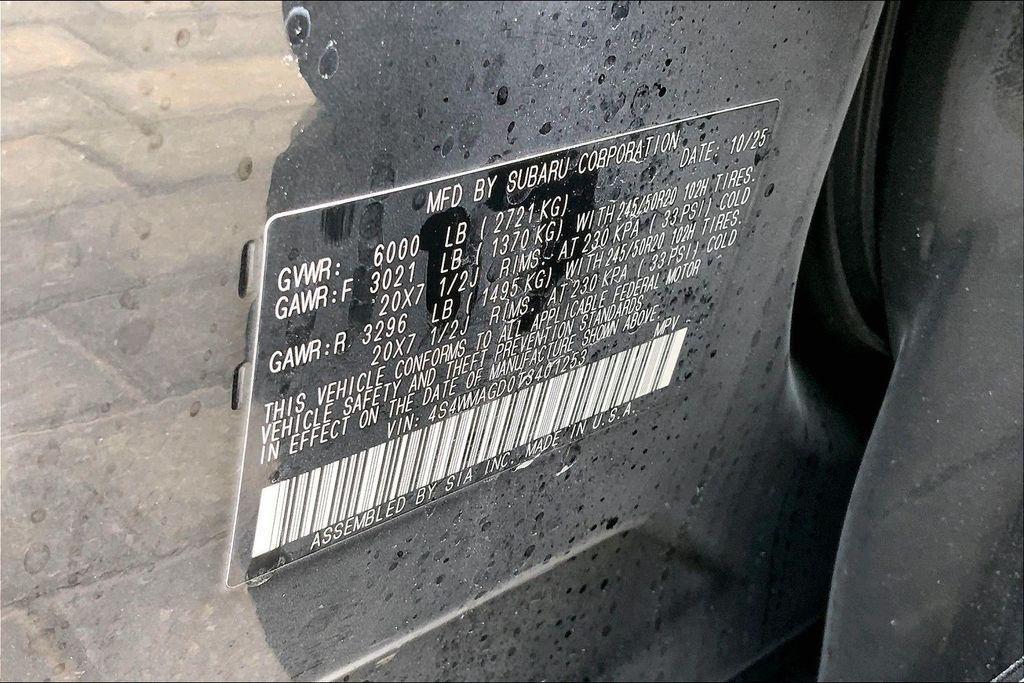 MFD BY SUBARU CORPORATION
DATE: 10/25
GVWR: 6000 LB ( 2721 KG)
GAWR:F 3021 LB ( 1370 KG) WITH 245/50R20 102H TIRES.
20X7 1/2J RIMS. AT 230 KPA ( 33 PSI) COLD
GAWR:R 3296 LB ( 1495 KG) WITH 245/50R20 102H TIRES.
20X7 1/2J RIMS. AT 230 KPA ( 33 PSI) COLD
THIS VEHICLE CONFORMS TO ALL APPLICABLE FEDERAL MOTOR
VEHICLE SAFETY AND THEFT PREVENTION STANDARDS
IN EFFECT ON THE DATE OF MANUFACTURE SHOWN ABOVE.
VIN: 4S4WMAGD0T3401253 MPV
ASSEMBLED BY SIA INC. MADE IN U.S.A.